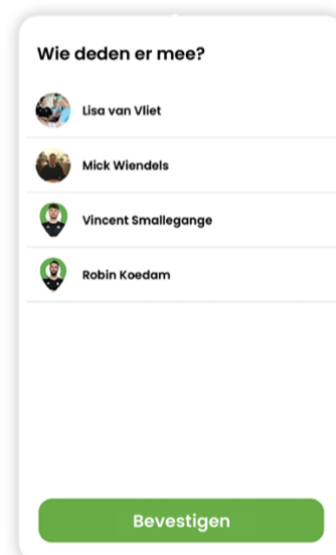 Wie deden er mee?
Lisa van Vliet
Mick Wiendels
Vincent Smallegange
Robin Koedam
Bevestigen